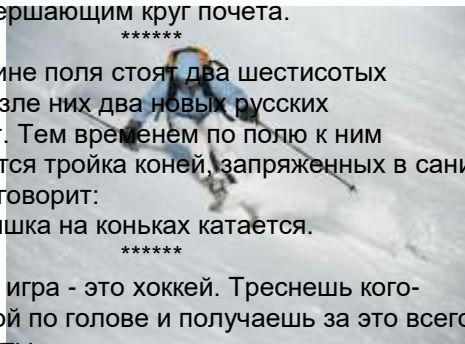 ершающим круг почета.
******
ине поля стоят два шестисотых
зле них два новых русских
. Тем временем по полю к ним
тся тройка коней, запряженных в сани
говорит:
шка на коньках катается.
******
игра - это хоккей. Треснешь кого-
ой по голове и получаешь за это всего